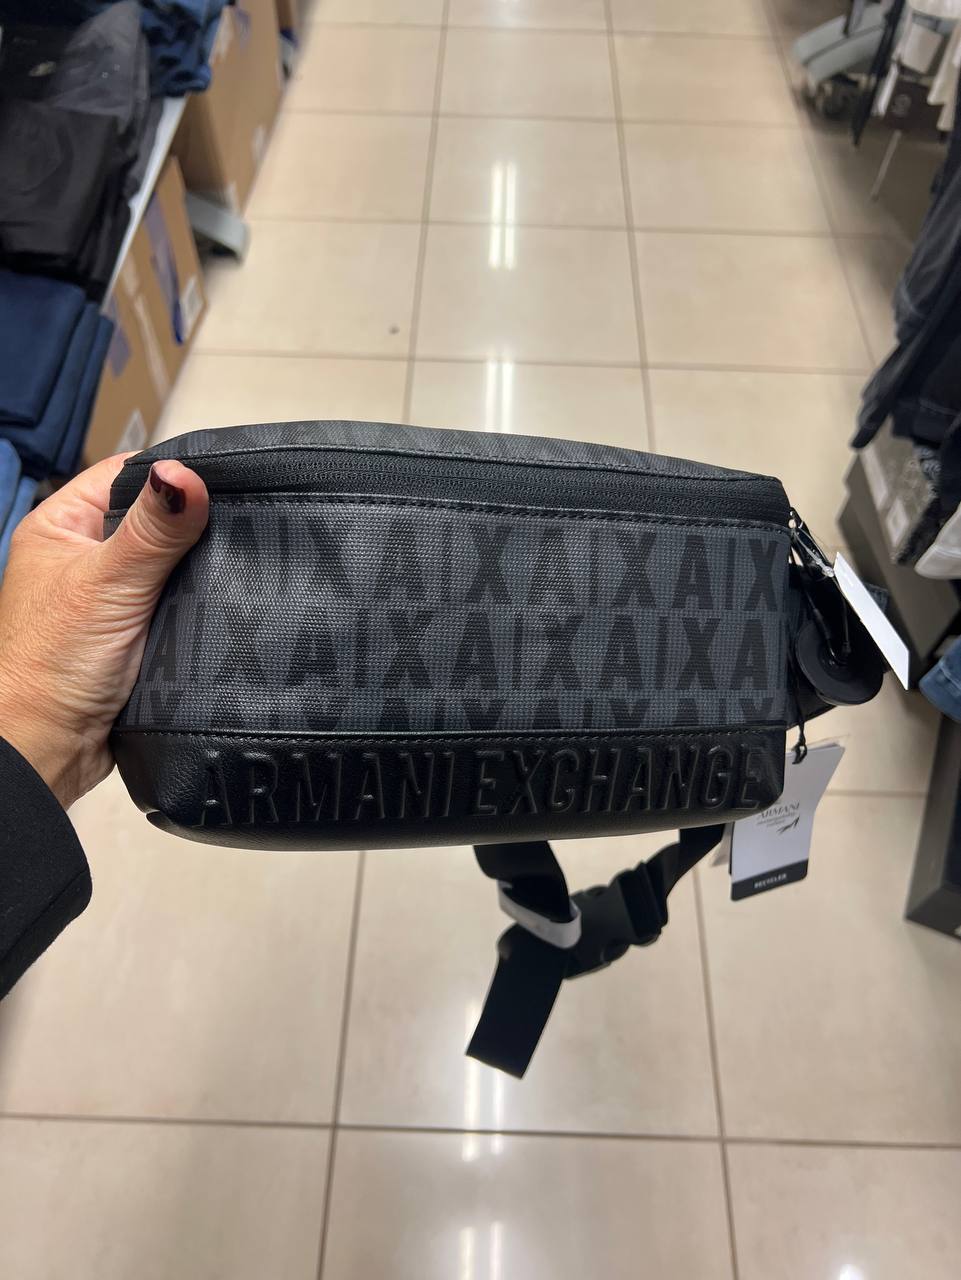 A|X A|X A|X A|X
A|X A|X A|X A|X A
ARMANI EXCHANGE
ARMANI
RECYCLED